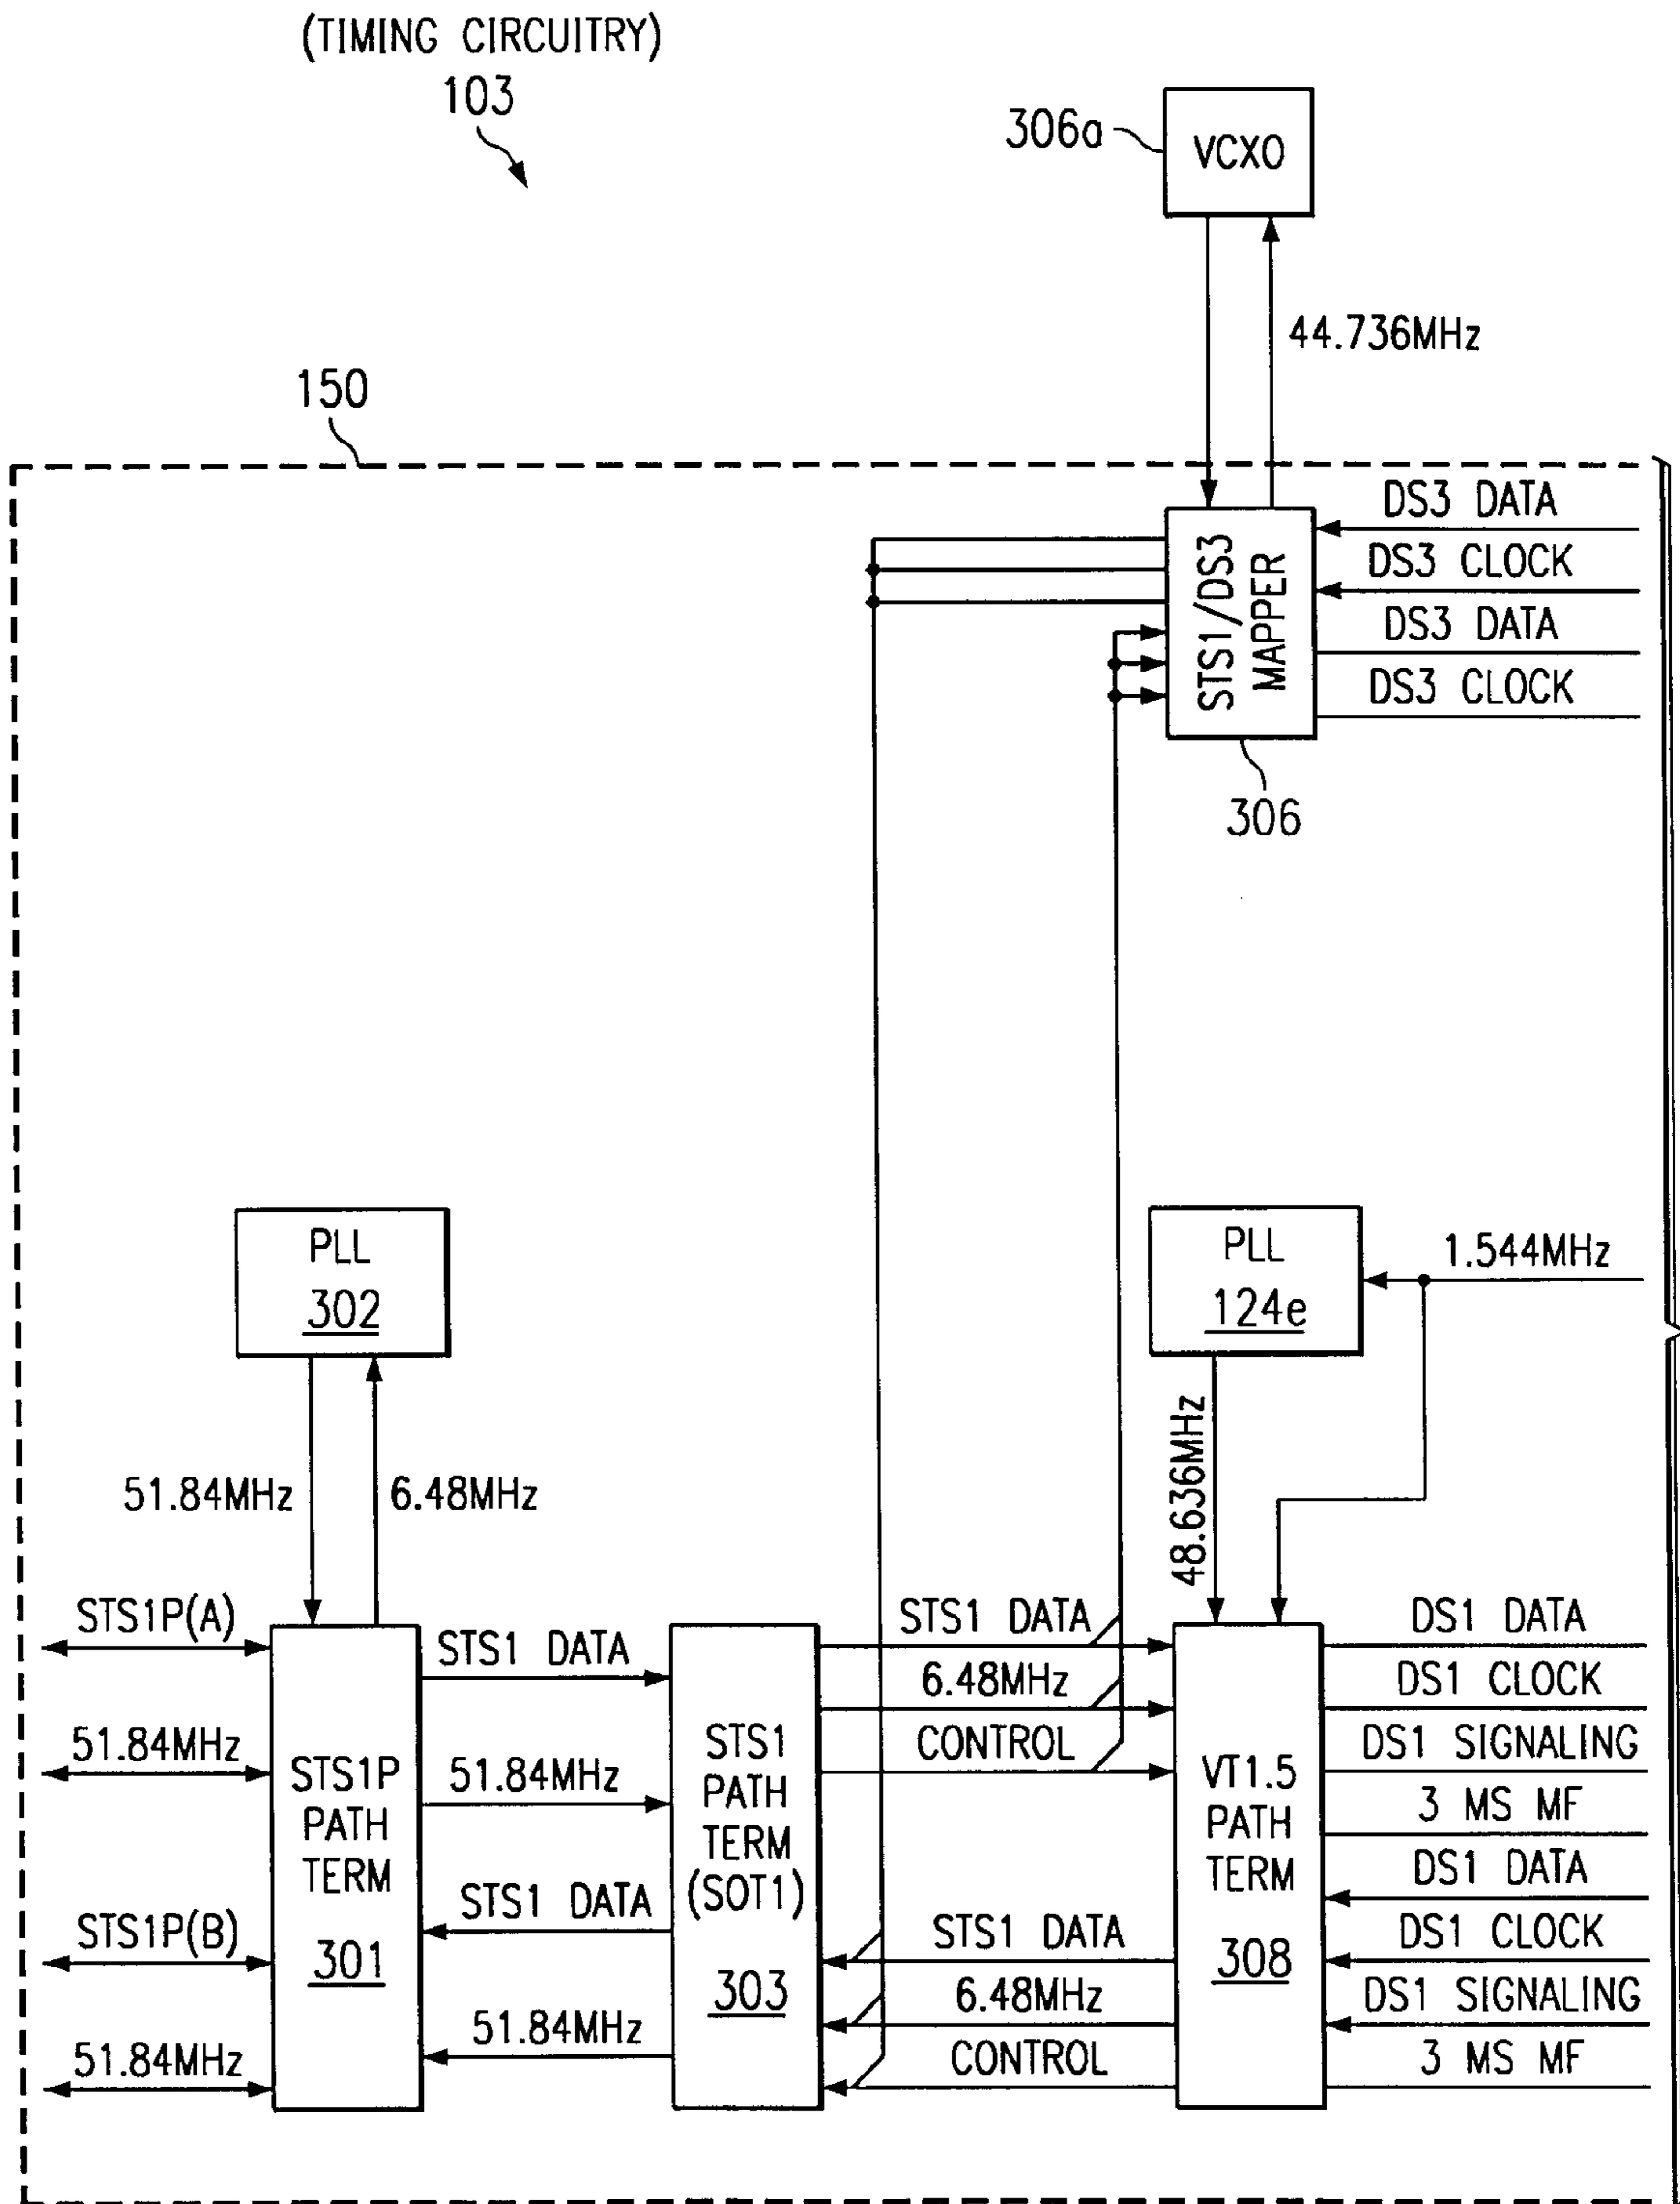 (TIMING CIRCUITRY)
103
306a
VCXO
44.736MHz
150
DS3 DATA
DS3 CLOCK
DS3 DATA
DS3 CLOCK
STS1/DS3
MAPPER
306
PLL
302
PLL
124e
1.544MHz
51.84MHz
6.48MHz
48.636MHz
STS1P(A)
51.84MHz
STS1P(B)
51.84MHz
STS1P
PATH
TERM
301
STS1 DATA
51.84MHz
STS1 DATA
51.84MHz
STS1
PATH
TERM
(SOT1)
303
STS1 DATA
6.48MHz
CONTROL
STS1 DATA
6.48MHz
CONTROL
VT1.5
PATH
TERM
308
DS1 DATA
DS1 CLOCK
DS1 SIGNALING
3 MS MF
DS1 DATA
DS1 CLOCK
DS1 SIGNALING
3 MS MF